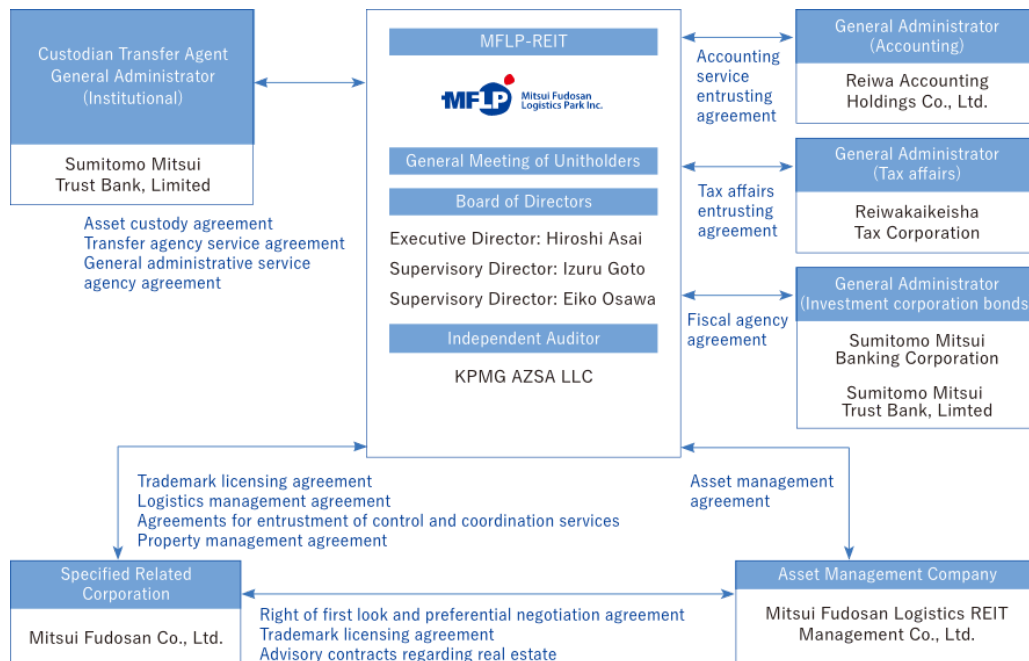 Custodian Transfer Agent
General Administrator
(Institutional)
Sumitomo Mitsui
Trust Bank, Limited
Asset custody agreement
Transfer agency service agreement
General administrative service
agency agreement
MFLP-REIT
MFLP
Mitsui Fudosan
Logistics Park Inc.
General Meeting of Unitholders
Board of Directors
Executive Director: Hiroshi Asai
Supervisory Director: Izuru Goto
Supervisory Director: Eiko Osawa
Independent Auditor
KPMG AZSA LLC
Accounting
service
entrusting
agreement
General Administrator
(Accounting)
Reiwa Accounting
Holdings Co., Ltd.
Tax affairs
entrusting
agreement
General Administrator
(Tax affairs)
Reiwakaikeisha
Tax Corporation
Fiscal agency
agreement
General Administrator
(Investment corporation bonds
Sumitomo Mitsui
Banking Corporation
Sumitomo Mitsui
Trust Bank, Limted
Trademark licensing agreement
Logistics management agreement
Agreements for entrustment of control and coordination services
Property management agreement
Asset management
agreement
Specified Related
Corporation
Mitsui Fudosan Co., Ltd.
Right of first look and preferential negotiation agreement
Trademark licensing agreement
Advisory contracts regarding real estate
Asset Management Company
Mitsui Fudosan Logistics REIT
Management Co., Ltd.